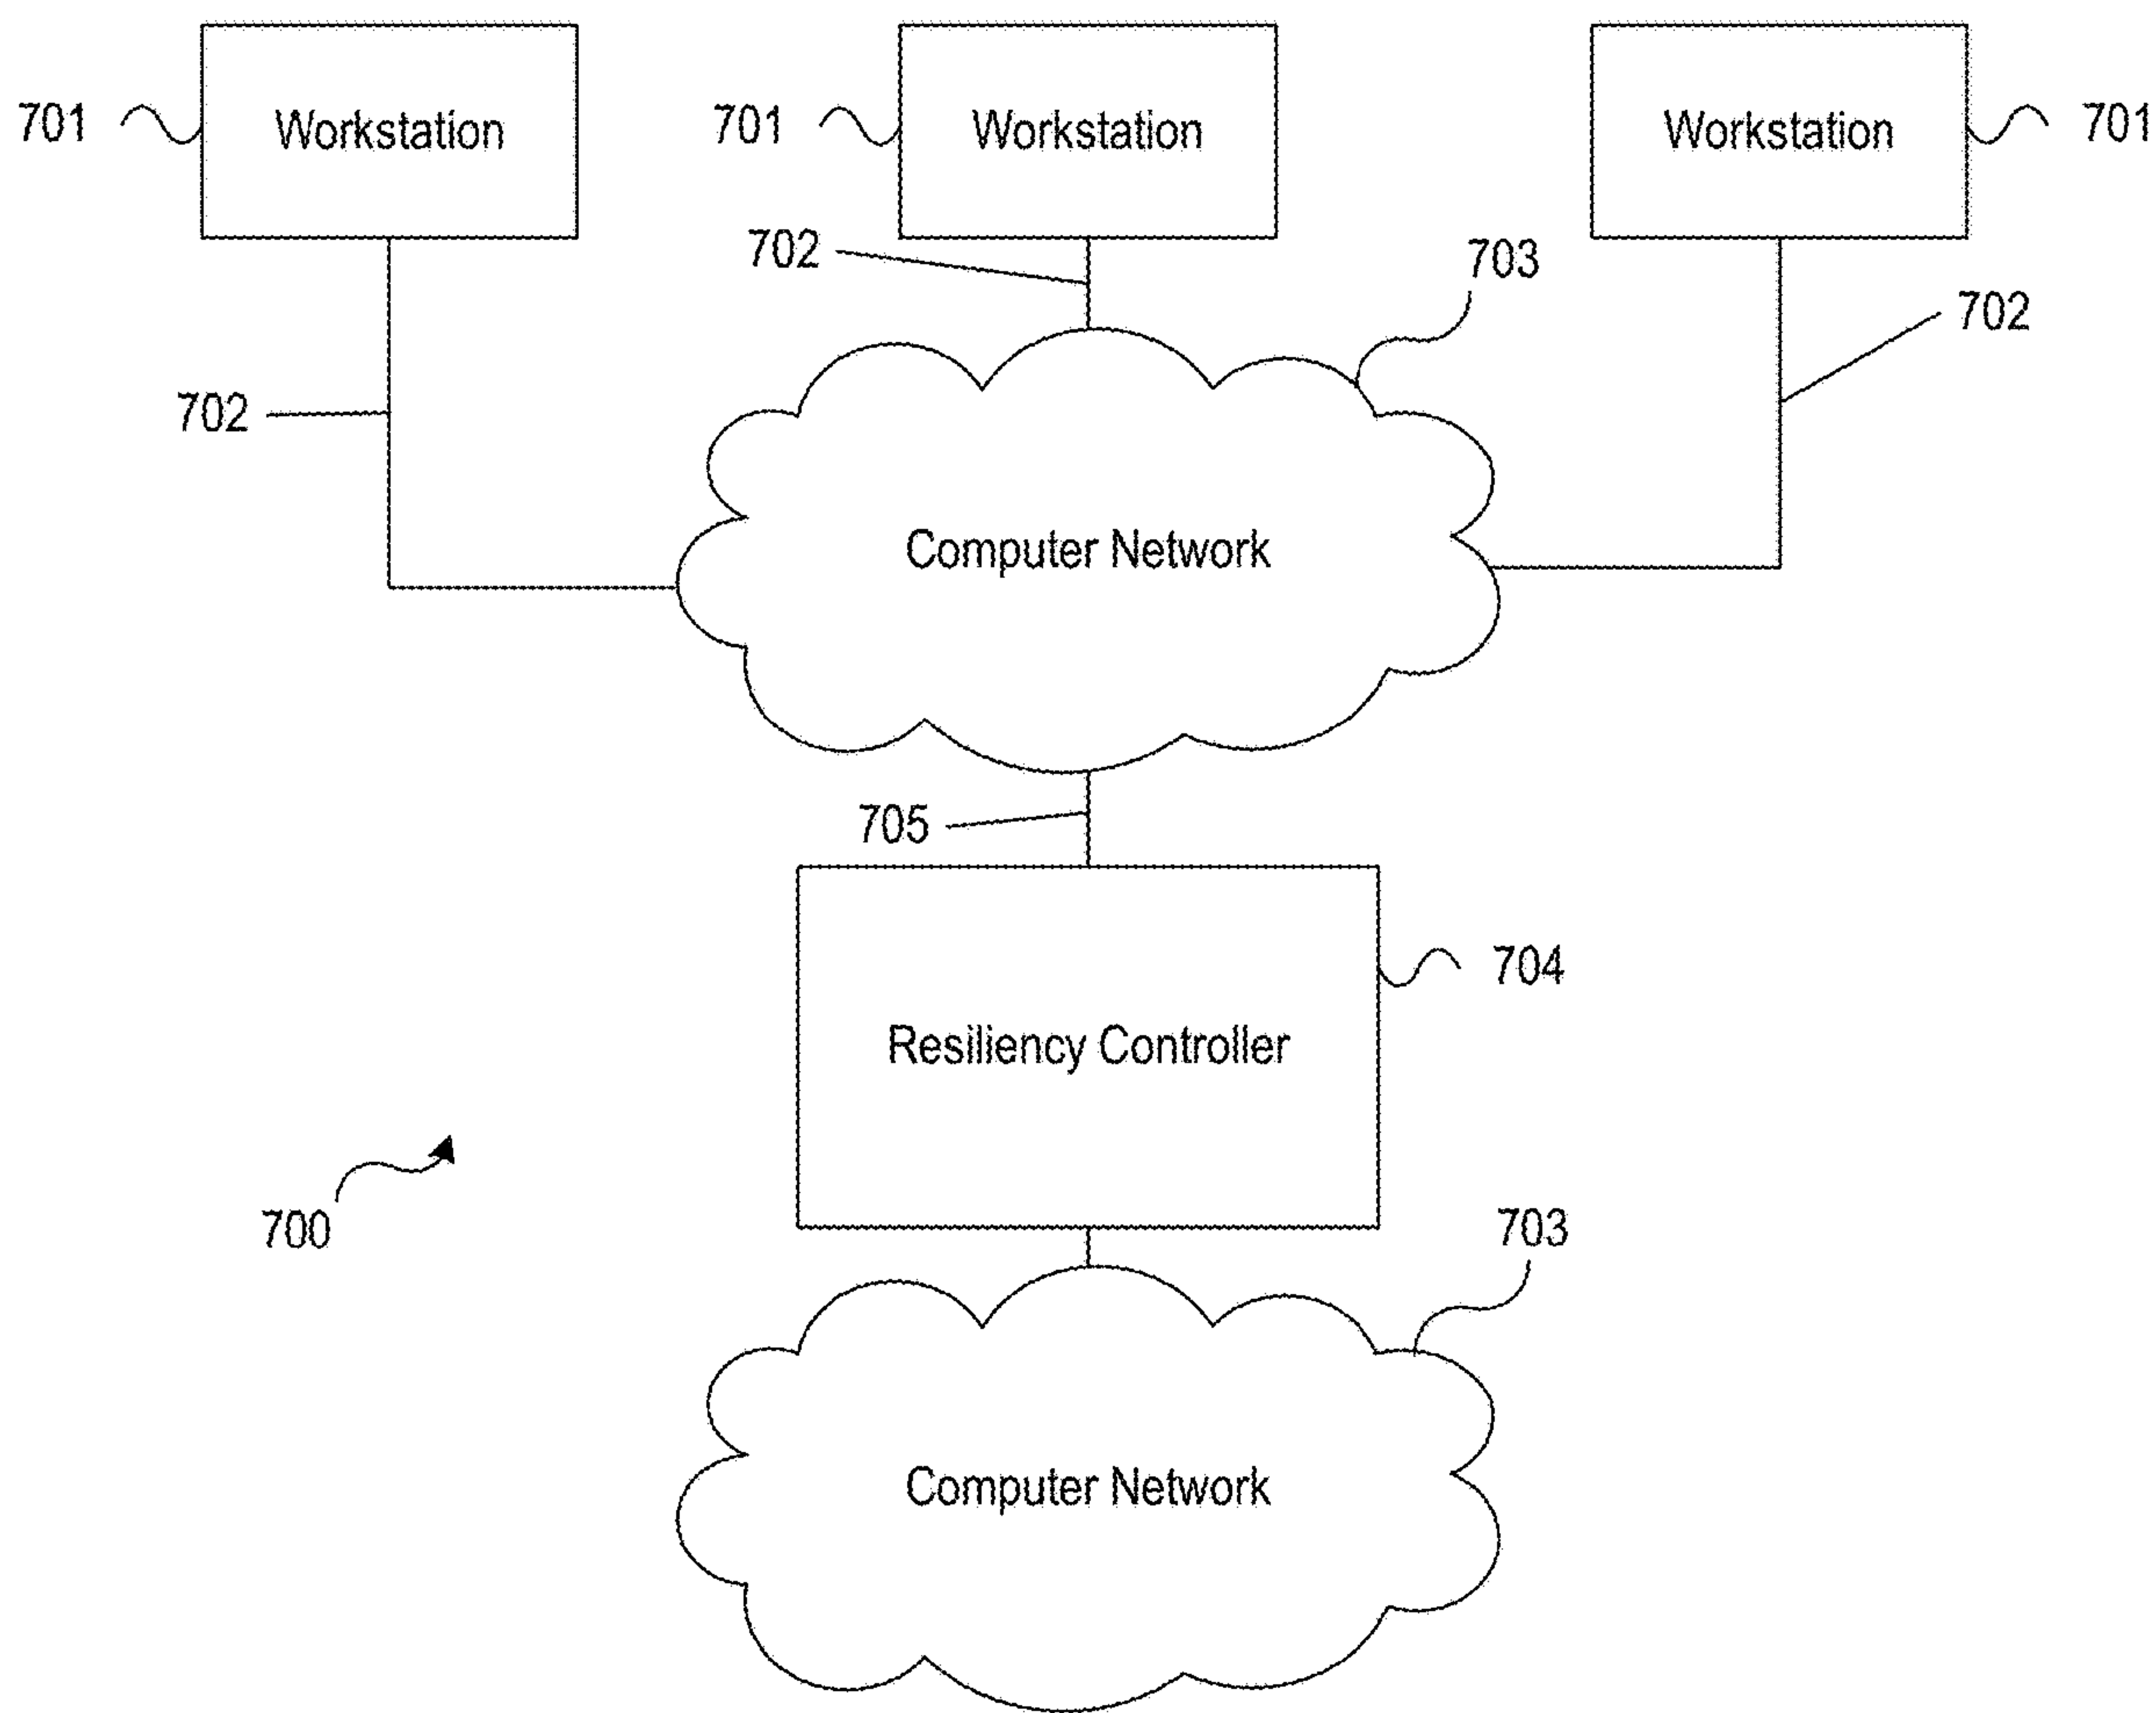 701
Workstation
701
Workstation
Workstation
701
702
703
702
702
Computer Network
705
704
Resiliency Controller
700
703
Computer Network